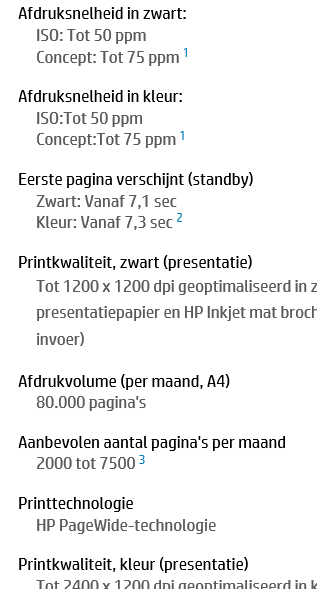 Afdruksnelheid in zwart:
ISO: Tot 50 ppm
Concept: Tot 75 ppm 1
Afdruksnelheid in kleur:
ISO:Tot 50 ppm
Concept:Tot 75 ppm 1
Eerste pagina verschijnt (standby)
Zwart: Vanaf 7,1 sec
Kleur: Vanaf 7,3 sec 2
Printkwaliteit, zwart (presentatie)
Tot 1200 x 1200 dpi geoptimaliseerd in z
presentatiepapier en HP Inkjet mat broch
invoer)
Afdrukvolume (per maand, A4)
80.000 pagina's
Aanbevolen aantal pagina's per maand
2000 tot 7500 3
Printtechnologie
HP PageWide-technologie
Printkwaliteit, kleur (presentatie)
Tot 2400 x 1200 dpi geoptimaliseerd in k